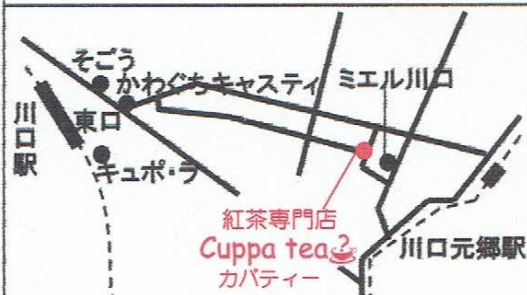 そごう
かわぐちキャスティ
ミエル川口
川口駅
東口
キュポ・ラ
紅茶専門店
Cuppa tea
カパティー
川口元郷駅